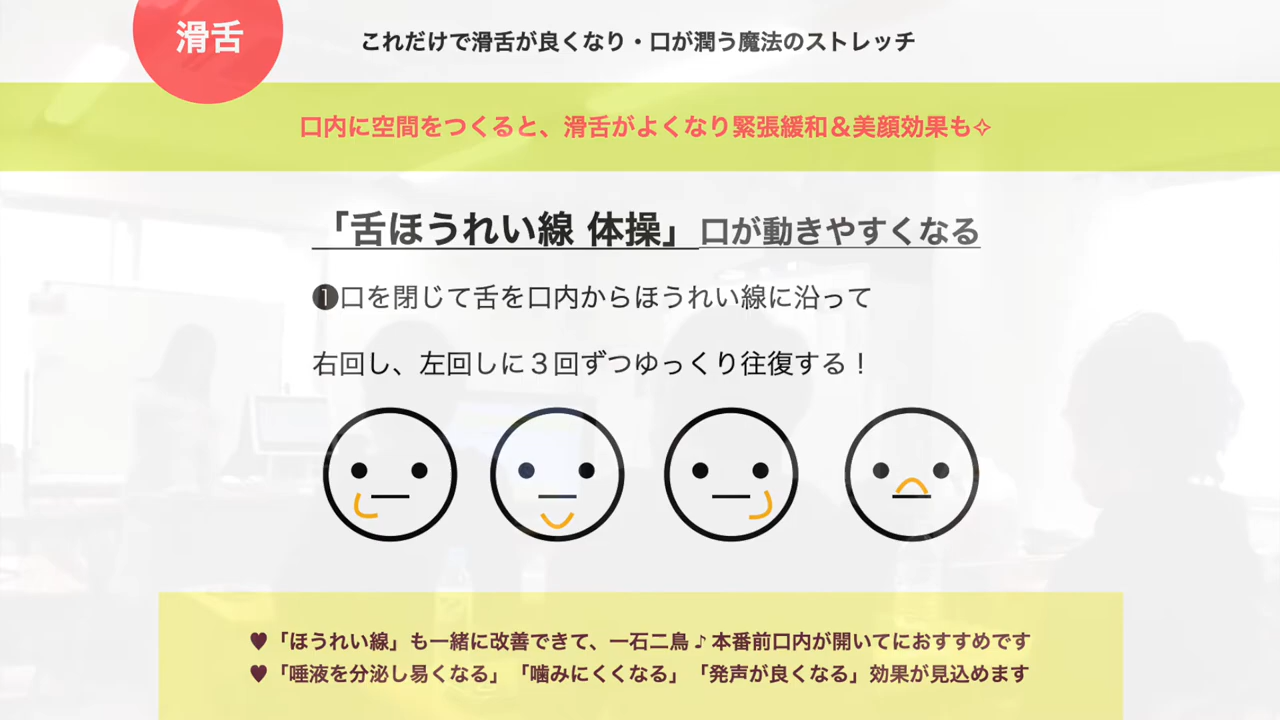 滑舌
これだけで滑舌が良くなり・口が潤う魔法のストレッチ
口内に空間をつくると、滑舌がよくなり緊張緩和＆美顔効果も✧
「舌ほうれい線 体操」口が動きやすくなる
❶口を閉じて舌を口内からほうれい線に沿って
右回し、左回しに３回ずつゆっくり往復する！
♥「ほうれい線」も一緒に改善できて、一石二鳥♪本番前口内が開いてにおすすめです
♥「唾液を分泌し易くなる」「噛みにくくなる」「発声が良くなる」効果が見込めます